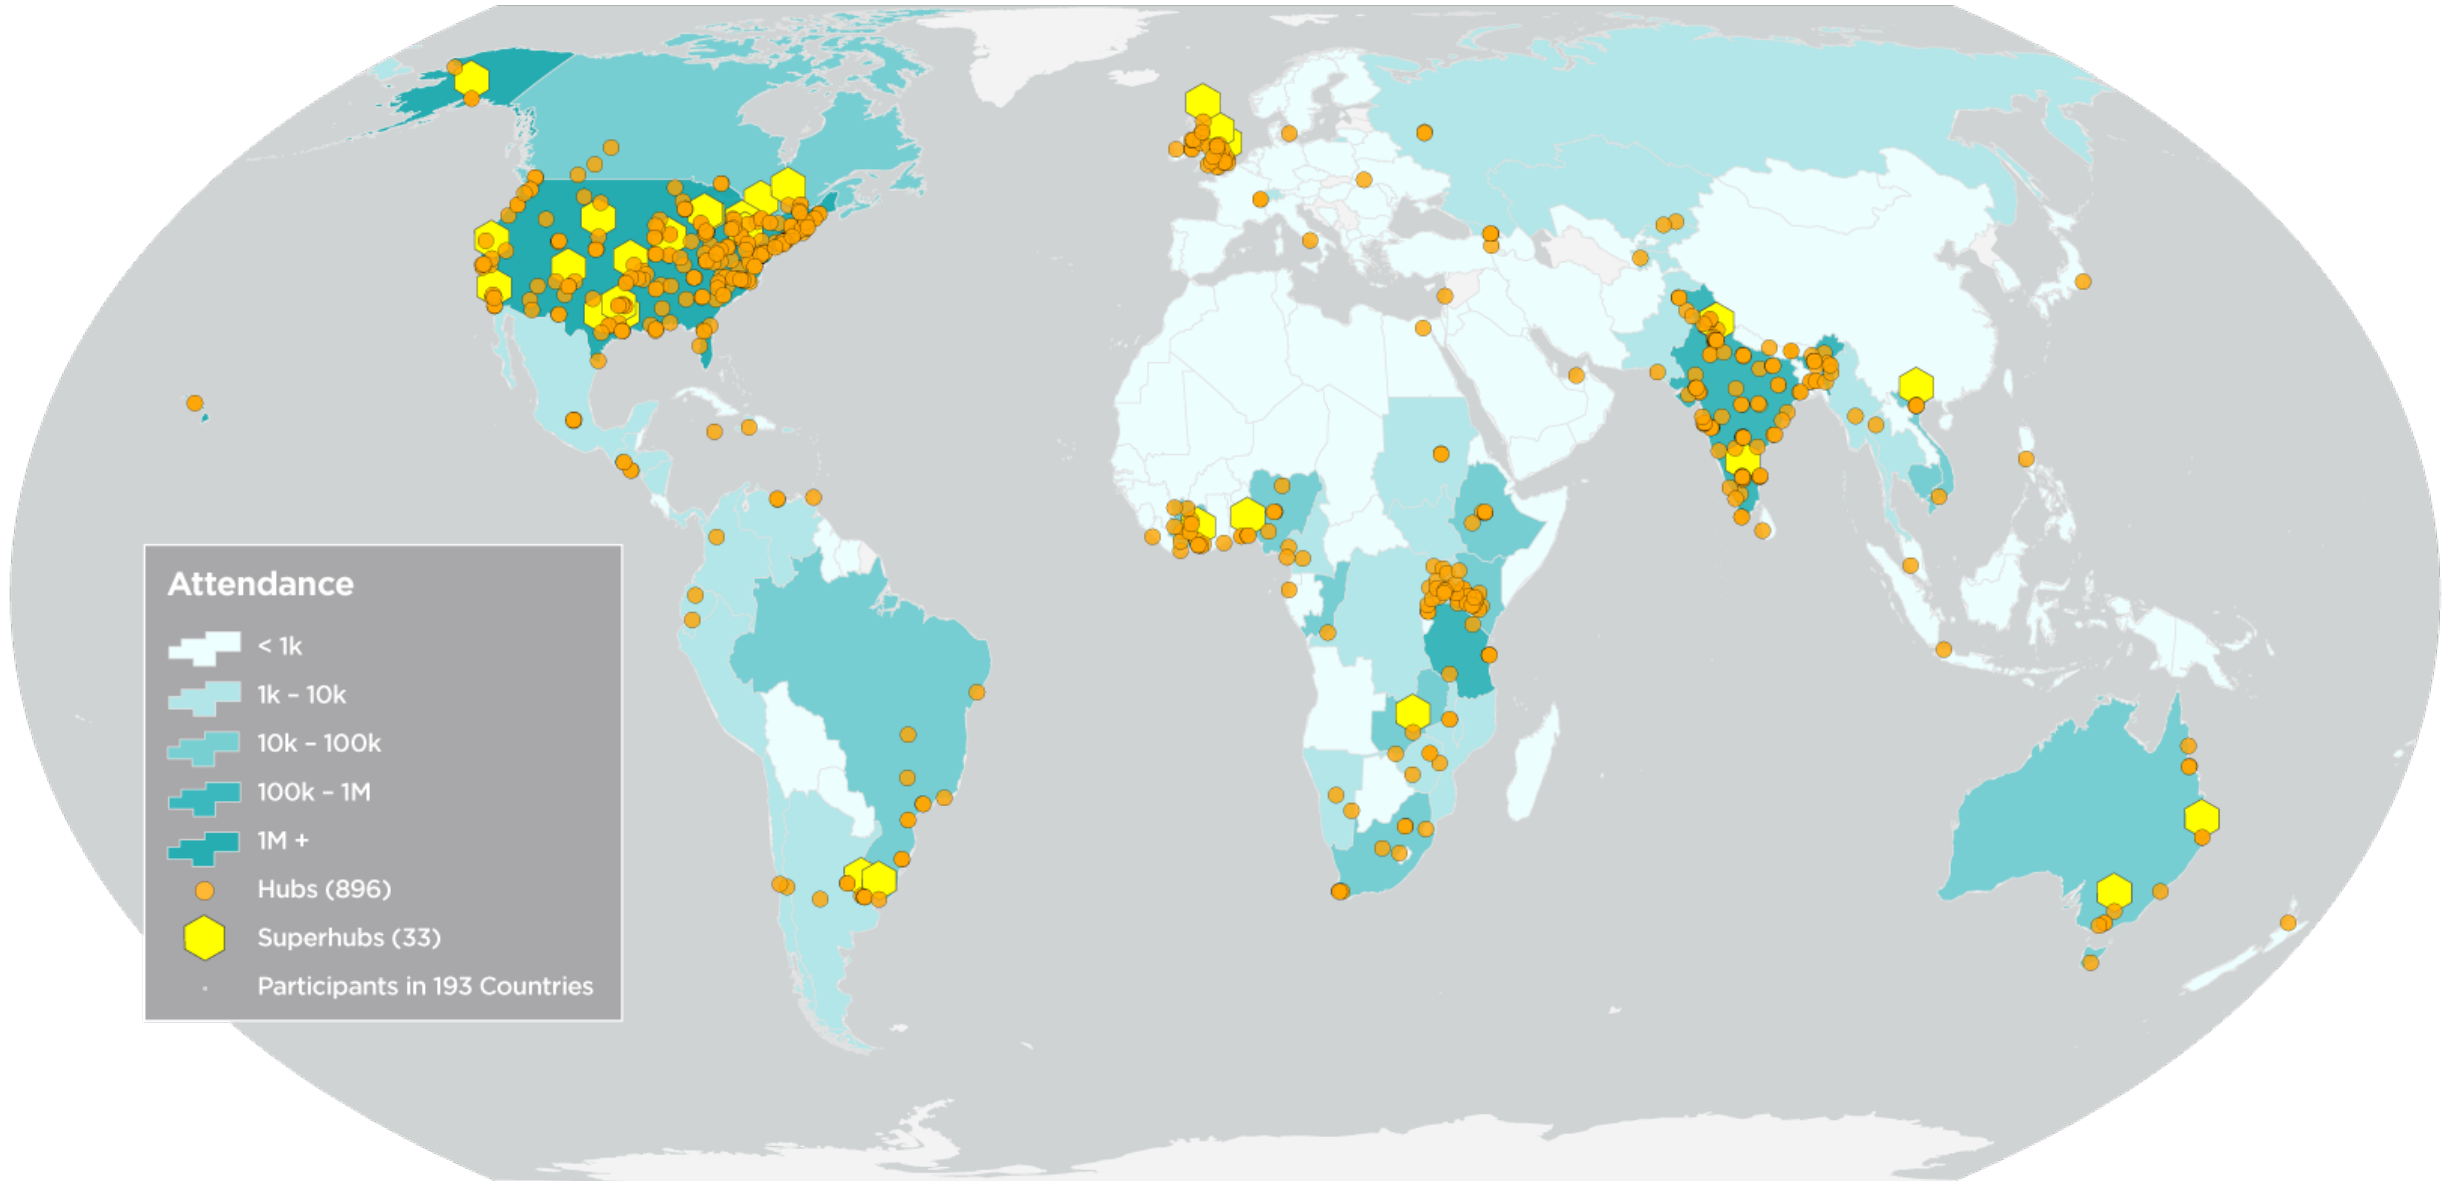 Attendance
< 1k
1k – 10k
10k – 100k
100k – 1M
1M +
Hubs (896)
Superhubs (33)
Participants in 193 Countries